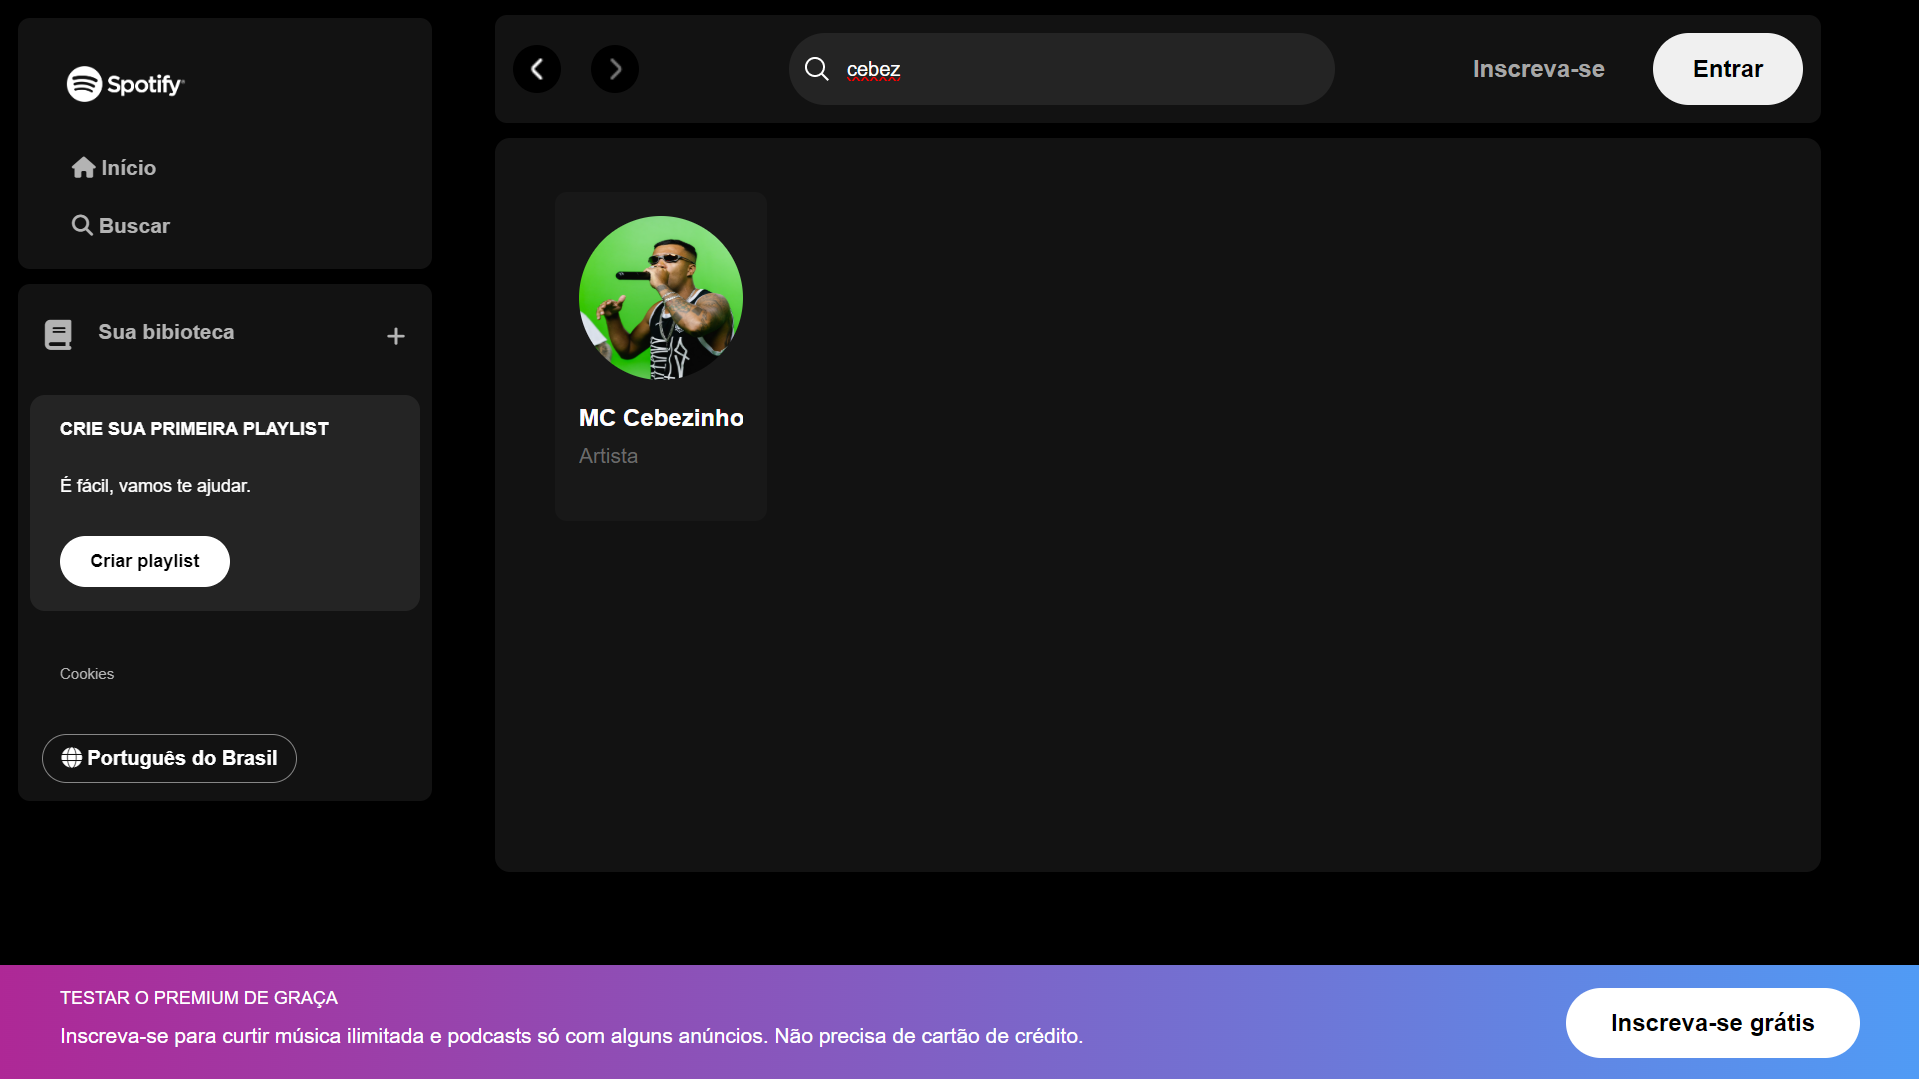 Spotify
Início
Buscar
Sua bibioteca
+
CRIE SUA PRIMEIRA PLAYLIST
É fácil, vamos te ajudar.
Criar playlist
Cookies
Português do Brasil
cebez
Inscreva-se
Entrar
MC Cebezinho
Artista
TESTAR O PREMIUM DE GRAÇA
Inscreva-se para curtir música ilimitada e podcasts só com alguns anúncios. Não precisa de cartão de crédito.
Inscreva-se grátis